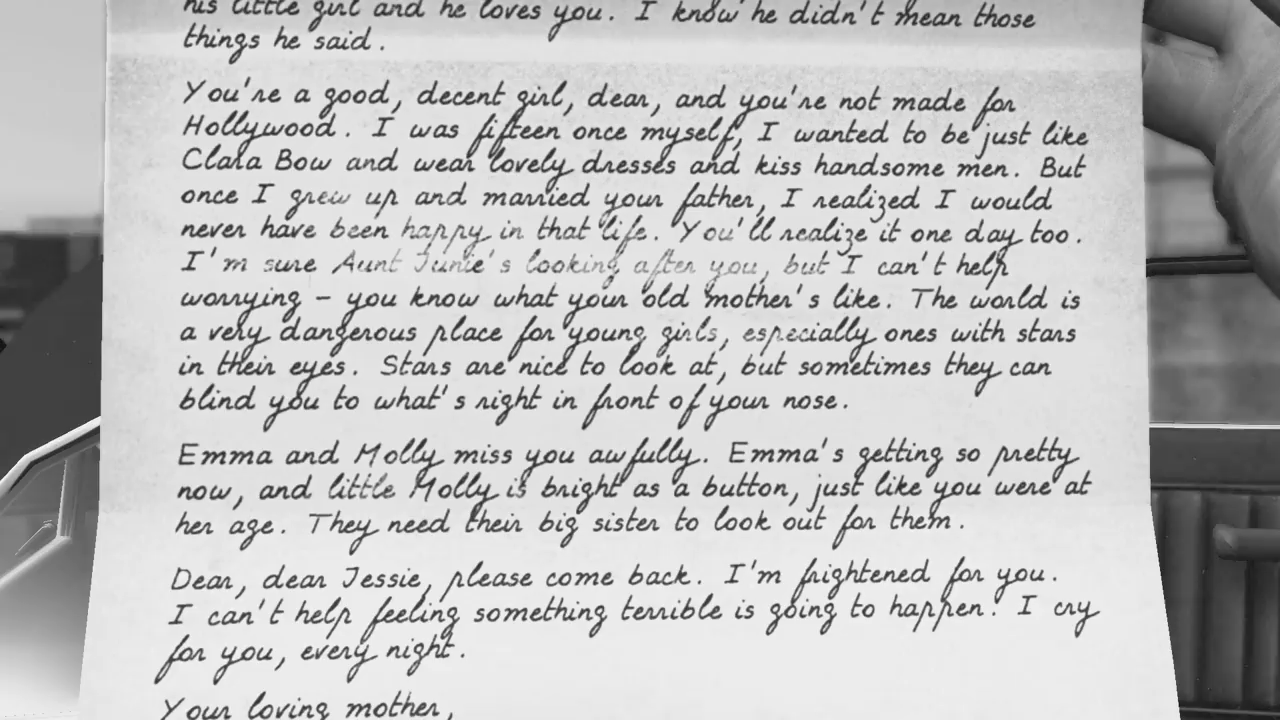 his little girl and he loves you. I know he didn't mean those
things he said.
You're a good, decent girl, dear, and you're not made for
Hollywood. I was fifteen once myself, I wanted to be just like
Clara Bow and wear lovely dresses and kiss handsome men. But
once I grew up and married your father, I realized I would
never have been happy in that life. You'll realize it one day too.
I'm sure Aunt Junie's looking after you, but I can't help
worrying - you know what your old mother's like. The world is
a very dangerous place for young girls, especially ones with stars
in their eyes. Stars are nice to look at, but sometimes they can
blind you to what's right in front of your nose.
Emma and Molly miss you awfully. Emma's getting so pretty
now, and little Molly is bright as a button, just like you were at
her age. They need their big sister to look out for them.
Dear, dear Jessie, please come back. I'm frightened for you.
I can't help feeling something terrible is going to happen. I cry
for you, every night.
Your loving mother,